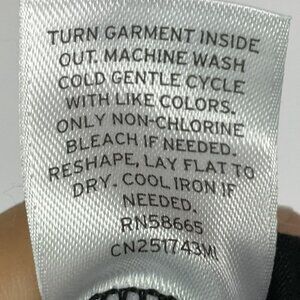 TURN GARMENT INSIDE
OUT. MACHINE WASH
COLD GENTLE CYCLE
WITH LIKE COLORS.
ONLY NON-CHLORINE
BLEACH IF NEEDED.
RESHAPE, LAY FLAT TO
DRY. COOL IRON IF
NEEDED.
RN58665
CN251743MI